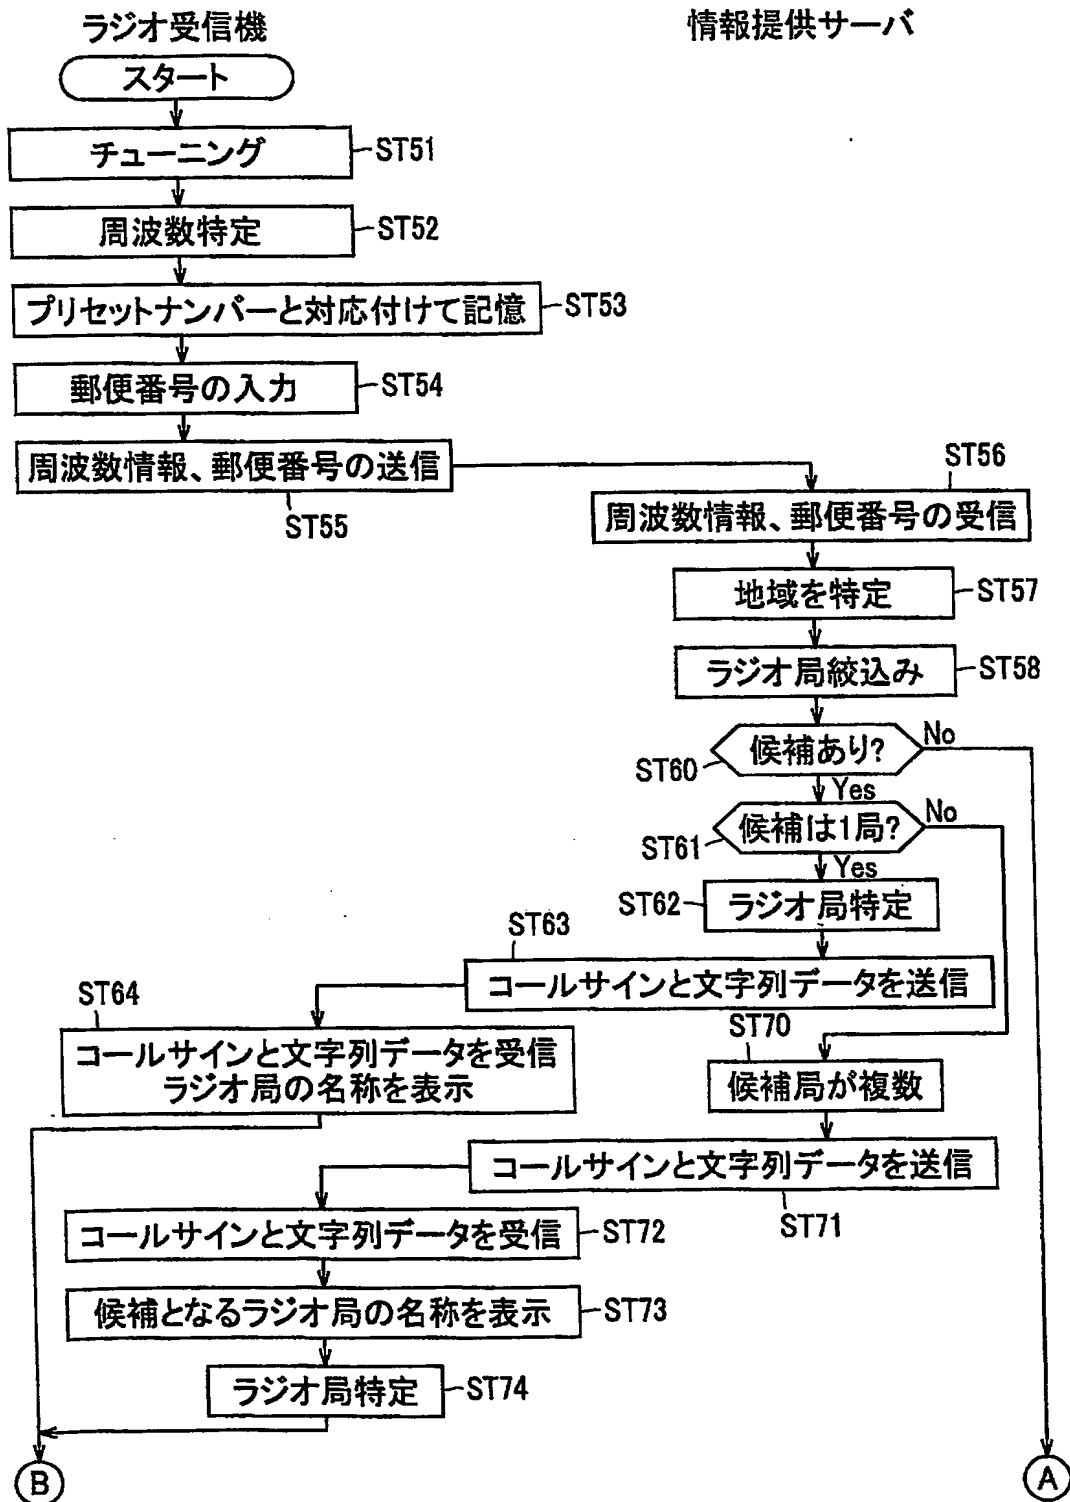 ラジオ受信機
情報提供サーバ
スタート
チューニング
ST51
周波数特定
ST52
プリセットナンバーと対応付けて記憶
ST53
郵便番号の入力
ST54
周波数情報、郵便番号の送信
ST55
ST56
周波数情報、郵便番号の受信
地域を特定
ST57
ラジオ局絞込み
ST58
候補あり?
No
ST60
Yes
候補は1局?
No
ST61
Yes
ST62
ラジオ局特定
ST63
コールサインと文字列データを送信
ST64
コールサインと文字列データを受信
ラジオ局の名称を表示
ST70
候補局が複数
コールサインと文字列データを送信
ST71
コールサインと文字列データを受信
ST72
候補となるラジオ局の名称を表示
ST73
ラジオ局特定
ST74
B
A